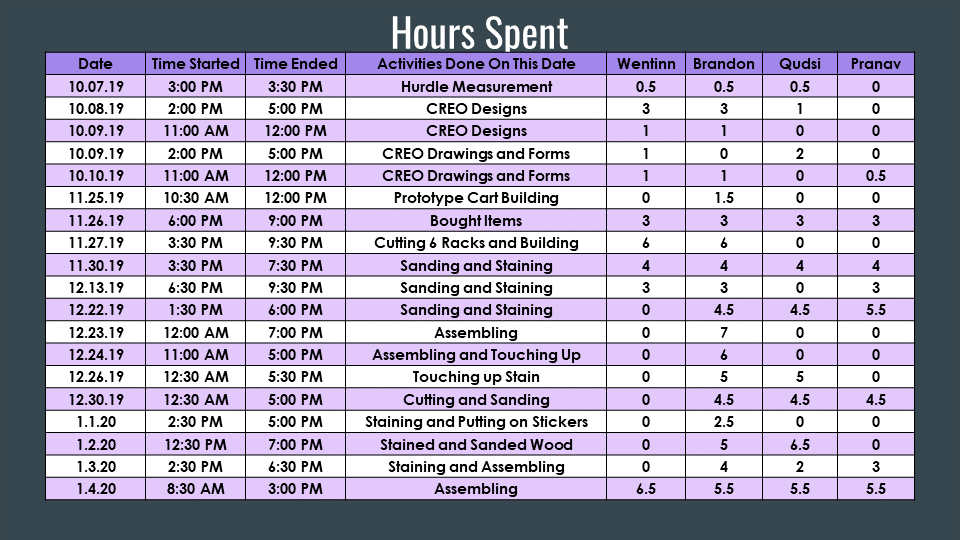 Hours Spent
Date Time Started Time Ended Activities Done On This Date Wentinn Brandon Qudsi Pranav
10.07.19 3:00 PM 3:30 PM Hurdle Measurement 0.5 0.5 0.5 0
10.08.19 2:00 PM 5:00 PM CREO Designs 3 3 1 0
10.09.19 11:00 AM 12:00 PM CREO Designs 1 1 0 0
10.09.19 2:00 PM 5:00 PM CREO Drawings and Forms 1 0 2 0
10.10.19 11:00 AM 12:00 PM CREO Drawings and Forms 1 1 0 0.5
11.25.19 10:30 AM 12:00 PM Prototype Cart Building 0 1.5 0 0
11.26.19 6:00 PM 9:00 PM Bought Items 3 3 3 3
11.27.19 3:30 PM 9:30 PM Cutting 6 Racks and Building 6 6 0 0
11.30.19 3:30 PM 7:30 PM Sanding and Staining 4 4 4 4
12.13.19 6:30 PM 9:30 PM Sanding and Staining 3 3 0 3
12.22.19 1:30 PM 6:00 PM Sanding and Staining 0 4.5 4.5 5.5
12.23.19 12:00 AM 7:00 PM Assembling 0 7 0 0
12.24.19 11:00 AM 5:00 PM Assembling and Touching Up 0 6 0 0
12.26.19 12:30 AM 5:30 PM Touching up Stain 0 5 5 0
12.30.19 12:30 AM 5:00 PM Cutting and Sanding 0 4.5 4.5 4.5
1.1.20 2:30 PM 5:00 PM Staining and Putting on Stickers 0 2.5 0 0
1.2.20 12:30 PM 7:00 PM Stained and Sanded Wood 0 5 6.5 0
1.3.20 2:30 PM 6:30 PM Staining and Assembling 0 4 2 3
1.4.20 8:30 AM 3:00 PM Assembling 6.5 5.5 5.5 5.5